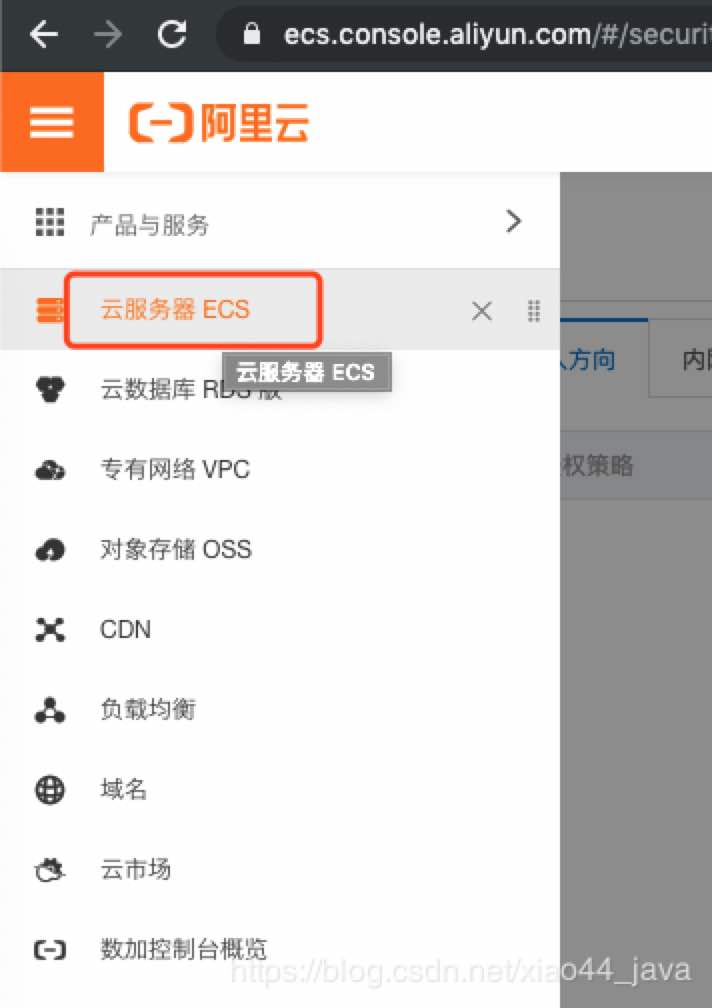 ecs.console.aliyun.com/#/securit
阿里云
产品与服务
云服务器 ECS
云服务器 ECS
云数据库 RDS 版
专有网络 VPC
对象存储 OSS
CDN
负载均衡
域名
云市场
数加控制台概览
入方向
内网
权策略
https://blog.csdn.net/xiao44_java